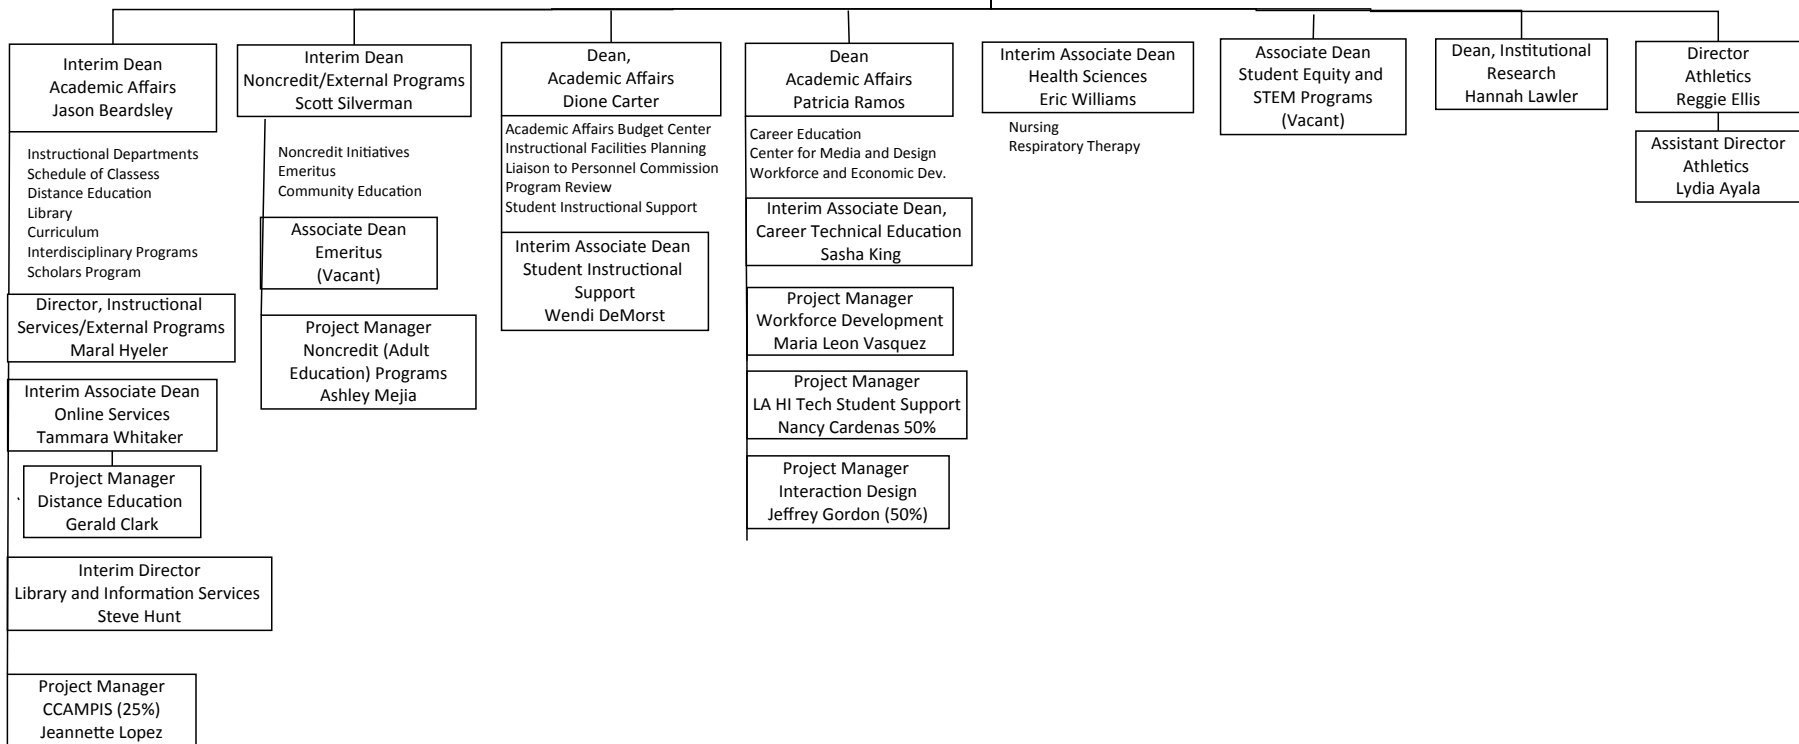 Interim Dean
Academic Affairs
Jason Beardsley
Instructional Departments
Schedule of Classess
Distance Education
Library
Curriculum
Interdisciplinary Programs
Scholars Program
Director, Instructional
Services/External Programs
Maral Hyeler
Interim Associate Dean
Online Services
Tammara Whitaker
Project Manager
Distance Education
Gerald Clark
Interim Director
Library and Information Services
Steve Hunt
Project Manager
CCAMPIS (25%)
Jeannette Lopez
Interim Dean
Noncredit/External Programs
Scott Silverman
Noncredit Initiatives
Emeritus
Community Education
Associate Dean
Emeritus
(Vacant)
Project Manager
Noncredit (Adult
Education) Programs
Ashley Mejia
Dean,
Academic Affairs
Dione Carter
Academic Affairs Budget Center
Instructional Facilities Planning
Liaison to Personnel Commission
Program Review
Student Instructional Support
Interim Associate Dean
Student Instructional
Support
Wendi DeMorst
Dean
Academic Affairs
Patricia Ramos
Career Education
Center for Media and Design
Workforce and Economic Dev.
Interim Associate Dean,
Career Technical Education
Sasha King
Project Manager
Workforce Development
Maria Leon Vasquez
Project Manager
LA HI Tech Student Support
Nancy Cardenas 50%
Project Manager
Interaction Design
Jeffrey Gordon (50%)
Interim Associate Dean
Health Sciences
Eric Williams
Nursing
Respiratory Therapy
Associate Dean
Student Equity and
STEM Programs
(Vacant)
Dean, Institutional
Research
Hannah Lawler
Director
Athletics
Reggie Ellis
Assistant Director
Athletics
Lydia Ayala